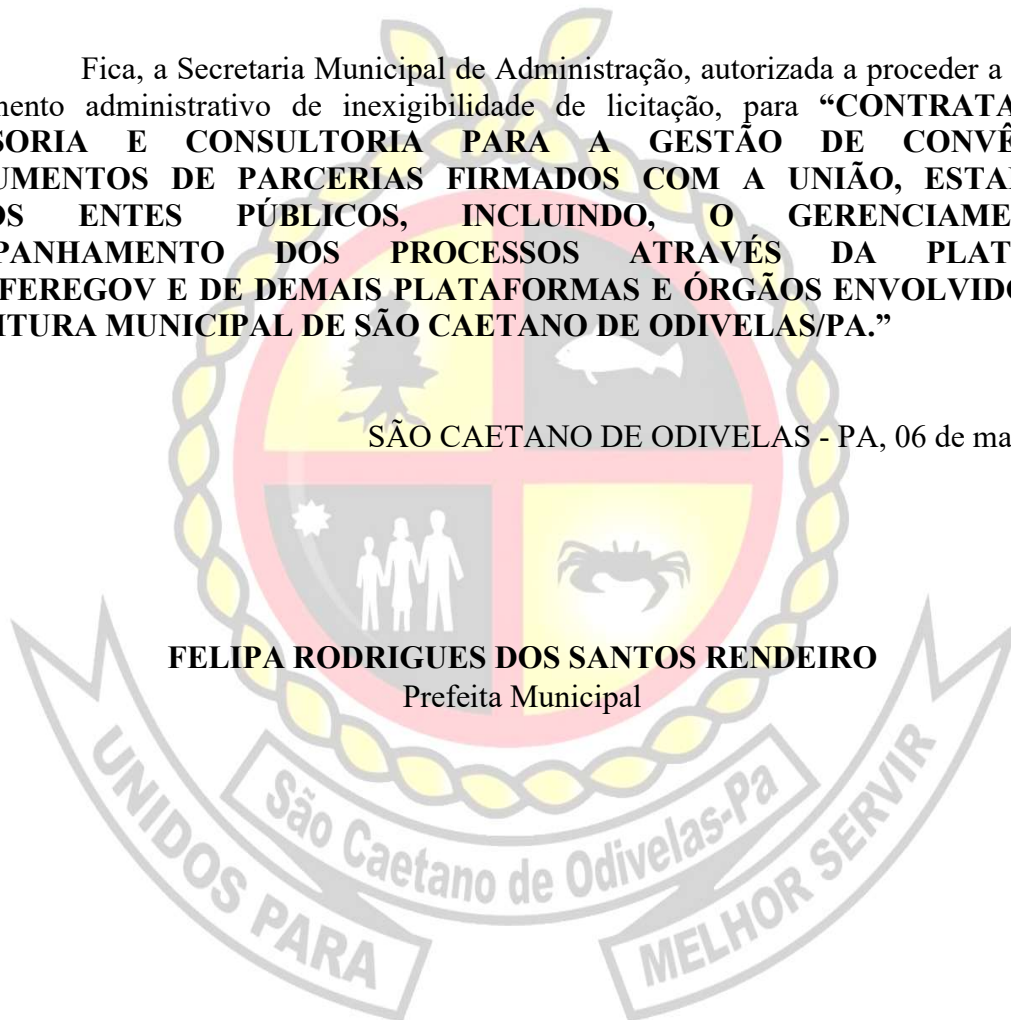 Fica, a Secretaria Municipal de Administração, autorizada a proceder a
mento administrativo de inexigibilidade de licitação, para “CONTRATA
SORIA E CONSULTORIA PARA A GESTÃO DE CONVÊ
UMENTOS DE PARCERIAS FIRMADOS COM A UNIÃO, ESTA
OS ENTES PÚBLICOS, INCLUINDO, O GERENCIAME
PANHAMENTO DOS PROCESSOS ATRAVÉS DA PLAT
FEREGOV E DE DEMAIS PLATAFORMAS E ÓRGÃOS ENVOLVID
ITURA MUNICIPAL DE SÃO CAETANO DE ODIVELAS/PA.”
SÃO CAETANO DE ODIVELAS - PA, 06 de ma
FELIPA RODRIGUES DOS SANTOS RENDEIRO
Prefeita Municipal
São Caetano de Odivelas-Pa
UNIDOS PARA
MELHOR SERVIR